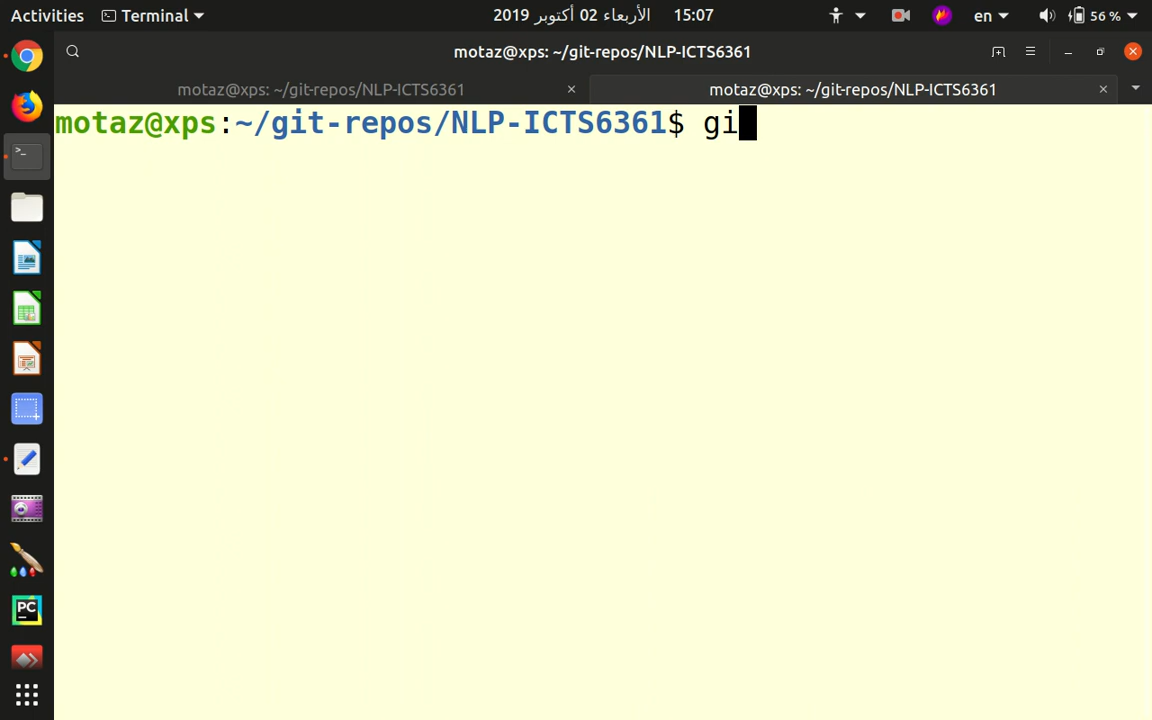 Activities Terminal 2019 الأربعاء 02 أكتوبر 15:07 en 56 %
motaz@xps: ~/git-repos/NLP-ICTS6361
motaz@xps: ~/git-repos/NLP-ICTS6361 motaz@xps: ~/git-repos/NLP-ICTS6361
motaz@xps:~/git-repos/NLP-ICTS6361$ gi
PC